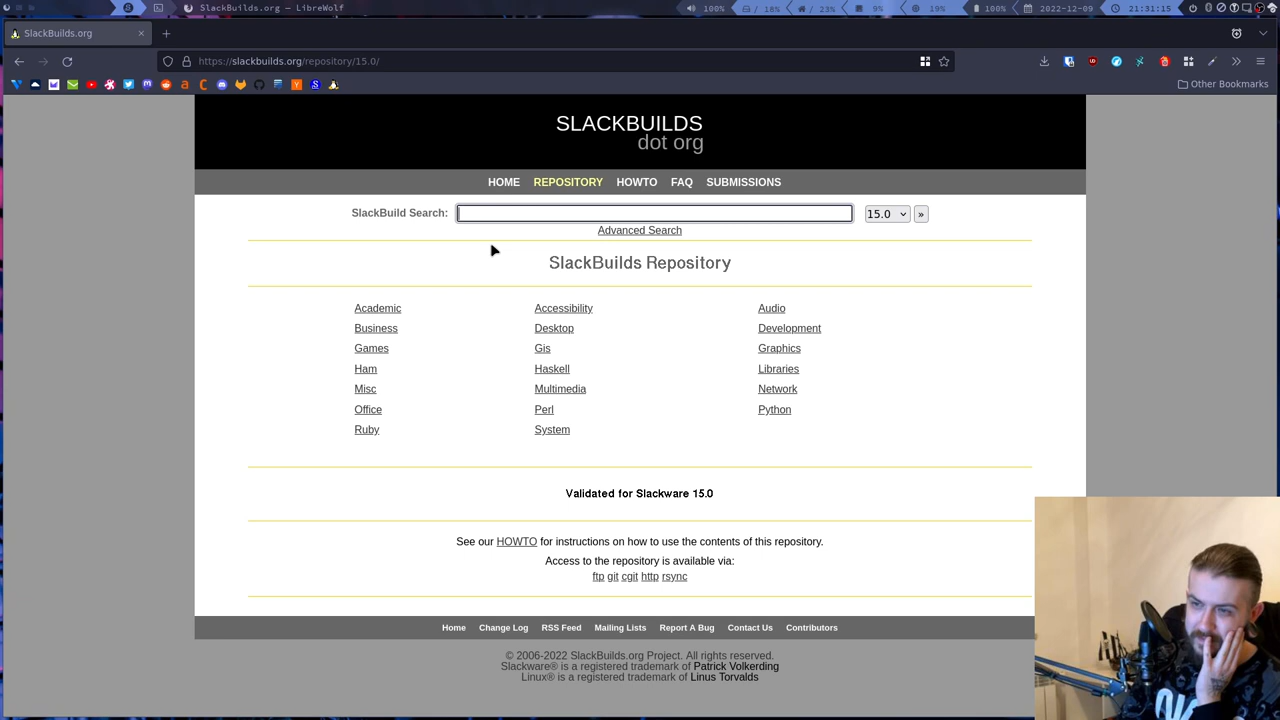 SlackBuilds.org — LibreWolf
100%
/ 18%
/ 23%
9%
19%
100%
2022-12-09
21:31:15
SlackBuilds.org
https://slackbuilds.org/repository/15.0/
Other Bookmarks
SLACKBUILDS
dot org
HOME REPOSITORY HOWTO FAQ SUBMISSIONS
SlackBuild Search: 15.0 »
Advanced Search
SlackBuilds Repository
Academic Accessibility Audio
Business Desktop Development
Games Gis Graphics
Ham Haskell Libraries
Misc Multimedia Network
Office Perl Python
Ruby System
Validated for Slackware 15.0
See our HOWTO for instructions on how to use the contents of this repository.
Access to the repository is available via:
ftp git cgit http rsync
Home Change Log RSS Feed Mailing Lists Report A Bug Contact Us Contributors
© 2006-2022 SlackBuilds.org Project. All rights reserved.
Slackware® is a registered trademark of Patrick Volkerding
Linux® is a registered trademark of Linus Torvalds